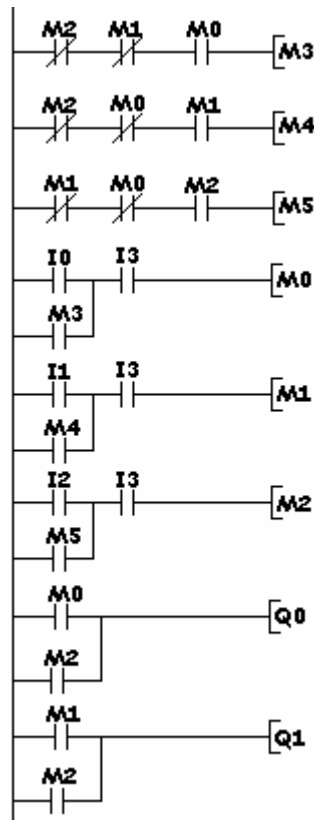 M2 M1 M0 M3
M2 M0 M1 M4
M1 M0 M2 M5
I0 I3 M0
M3
I1 I3 M1
M4
I2 I3 M2
M5
M0 Q0
M2
M1 Q1
M2